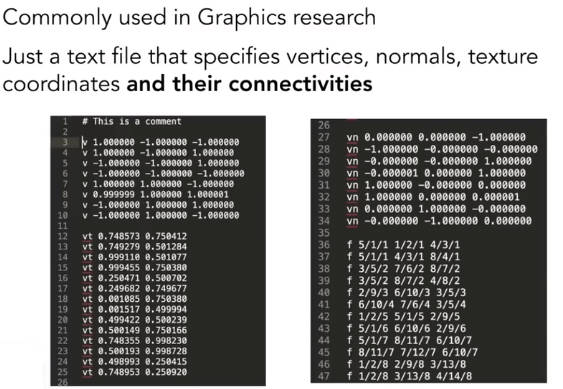 Commonly used in Graphics research
Just a text file that specifies vertices, normals, texture
coordinates and their connectivities
1 # This is a comment
2
3 v 1.000000 -1.000000 -1.000000
4 v 1.000000 -1.000000 1.000000
5 v -1.000000 -1.000000 1.000000
6 v -1.000000 -1.000000 -1.000000
7 v 1.000000 1.000000 -1.000000
8 v 0.999999 1.000000 1.000001
9 v -1.000000 1.000000 1.000000
10 v -1.000000 1.000000 -1.000000
11
12 vt 0.748573 0.750412
13 vt 0.749279 0.501284
14 vt 0.999110 0.501077
15 vt 0.999455 0.750380
16 vt 0.250471 0.500702
17 vt 0.249682 0.749677
18 vt 0.001085 0.750380
19 vt 0.001517 0.499994
20 vt 0.499422 0.500239
21 vt 0.500149 0.750166
22 vt 0.748355 0.998230
23 vt 0.500193 0.998728
24 vt 0.498993 0.250415
25 vt 0.748953 0.250920
26
26
27 vn 0.000000 0.000000 -1.000000
28 vn -1.000000 -0.000000 -0.000000
29 vn -0.000000 -0.000000 1.000000
30 vn -0.000001 0.000000 1.000000
31 vn 1.000000 -0.000000 0.000000
32 vn 1.000000 0.000000 0.000001
33 vn 0.000000 1.000000 -0.000000
34 vn -0.000000 -1.000000 0.000000
35
36 f 5/1/1 1/2/1 4/3/1
37 f 5/1/1 4/3/1 8/4/1
38 f 3/5/2 7/6/2 8/7/2
39 f 3/5/2 8/7/2 4/8/2
40 f 2/9/3 6/10/3 3/5/3
41 f 6/10/4 7/6/4 3/5/4
42 f 1/2/5 5/1/5 2/9/5
43 f 5/1/6 6/10/6 2/9/6
44 f 5/1/7 8/11/7 6/10/7
45 f 8/11/7 7/12/7 6/10/7
46 f 1/2/8 2/9/8 3/13/8
47 f 1/2/8 3/13/8 4/14/8